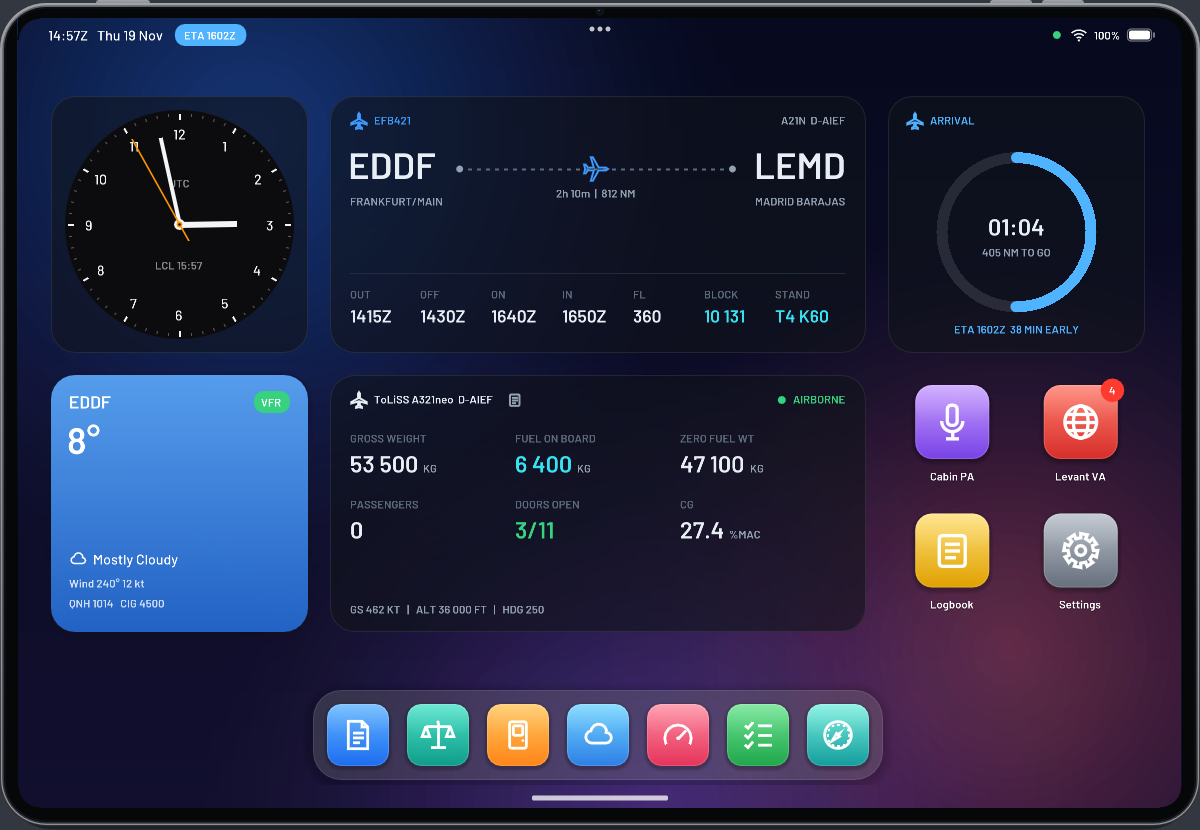 14:57Z Thu 19 Nov ETA 1602Z
100%
12
1
2
3
4
5
6
7
8
9
10
11
UTC
LCL 15:57
EFB421
A21N D-AIEF
EDDF
LEMD
2h 10m | 812 NM
FRANKFURT/MAIN
MADRID BARAJAS
OUT OFF ON IN FL BLOCK STAND
1415Z 1430Z 1640Z 1650Z 360 10 131 T4 K60
ARRIVAL
01:04
405 NM TO GO
ETA 1602Z 38 MIN EARLY
EDDF
VFR
8°
Mostly Cloudy
Wind 240° 12 kt
QNH 1014 CIG 4500
ToLiSS A321neo D-AIEF
AIRBORNE
GROSS WEIGHT FUEL ON BOARD ZERO FUEL WT
53 500 KG 6 400 KG 47 100 KG
PASSENGERS DOORS OPEN CG
0 3/11 27.4 %MAC
GS 462 KT | ALT 36 000 FT | HDG 250
4
Cabin PA
Levant VA
Logbook
Settings